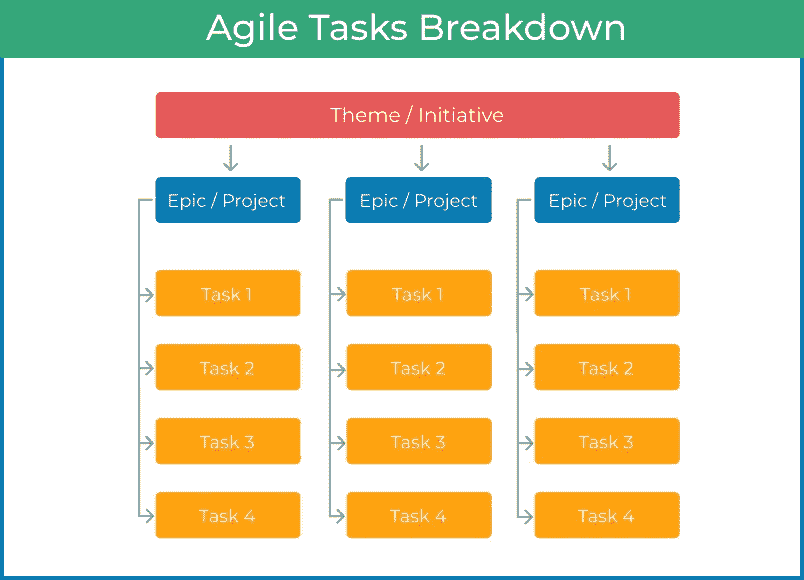 Agile Tasks Breakdown
Theme / Initiative
Epic / Project
Epic / Project
Epic / Project
Task 1
Task 1
Task 1
Task 2
Task 2
Task 2
Task 3
Task 3
Task 3
Task 4
Task 4
Task 4